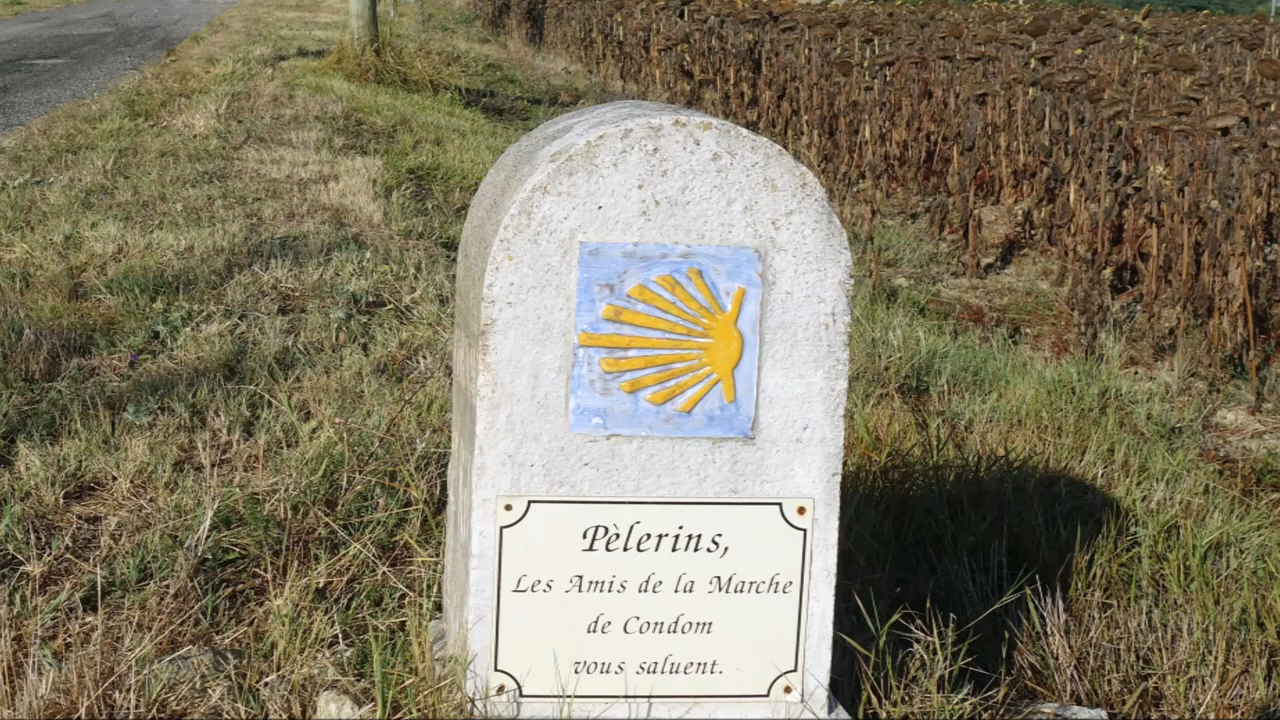 Pèlerins,
Les Amis de la Marche
de Condom
vous saluent.